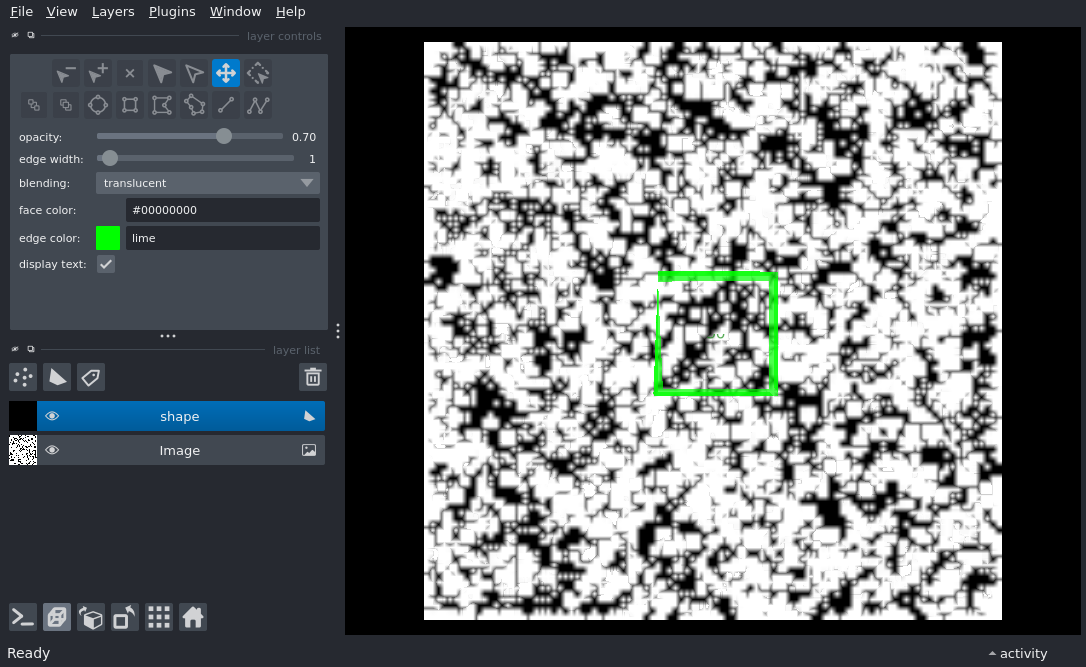 File View Layers Plugins Window Help
layer controls
opacity: 0.70
edge width: 1
blending: translucent
face color: #00000000
edge color: lime
display text:
layer list
shape
Image
Ready
activity